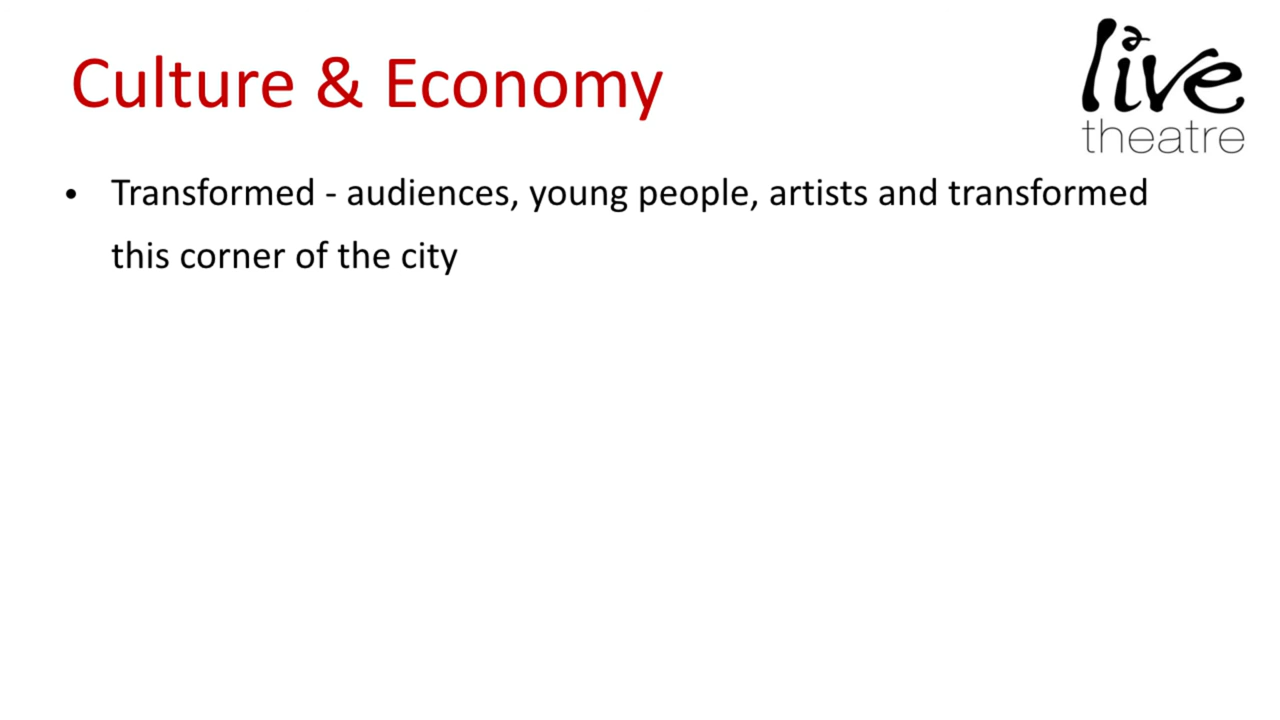 Culture & Economy
live
theatre
• Transformed - audiences, young people, artists and transformed
this corner of the city